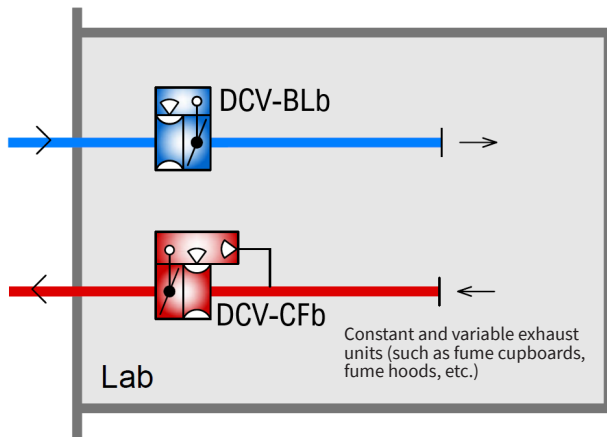 DCV-BLb
DCV-CFb
Constant and variable exhaust
units (such as fume cupboards,
fume hoods, etc.)
Lab